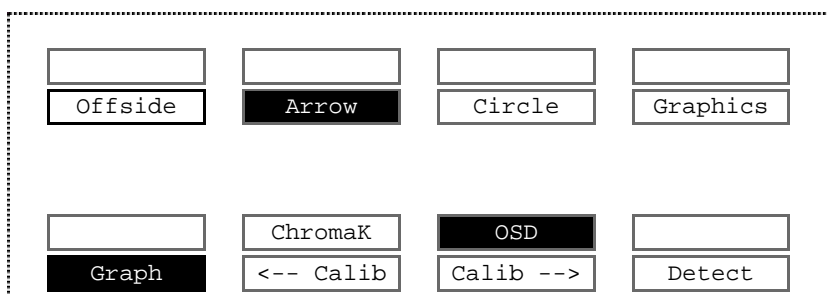 Offside Arrow Circle Graphics
ChromaK OSD
Graph <-- Calib Calib --> Detect